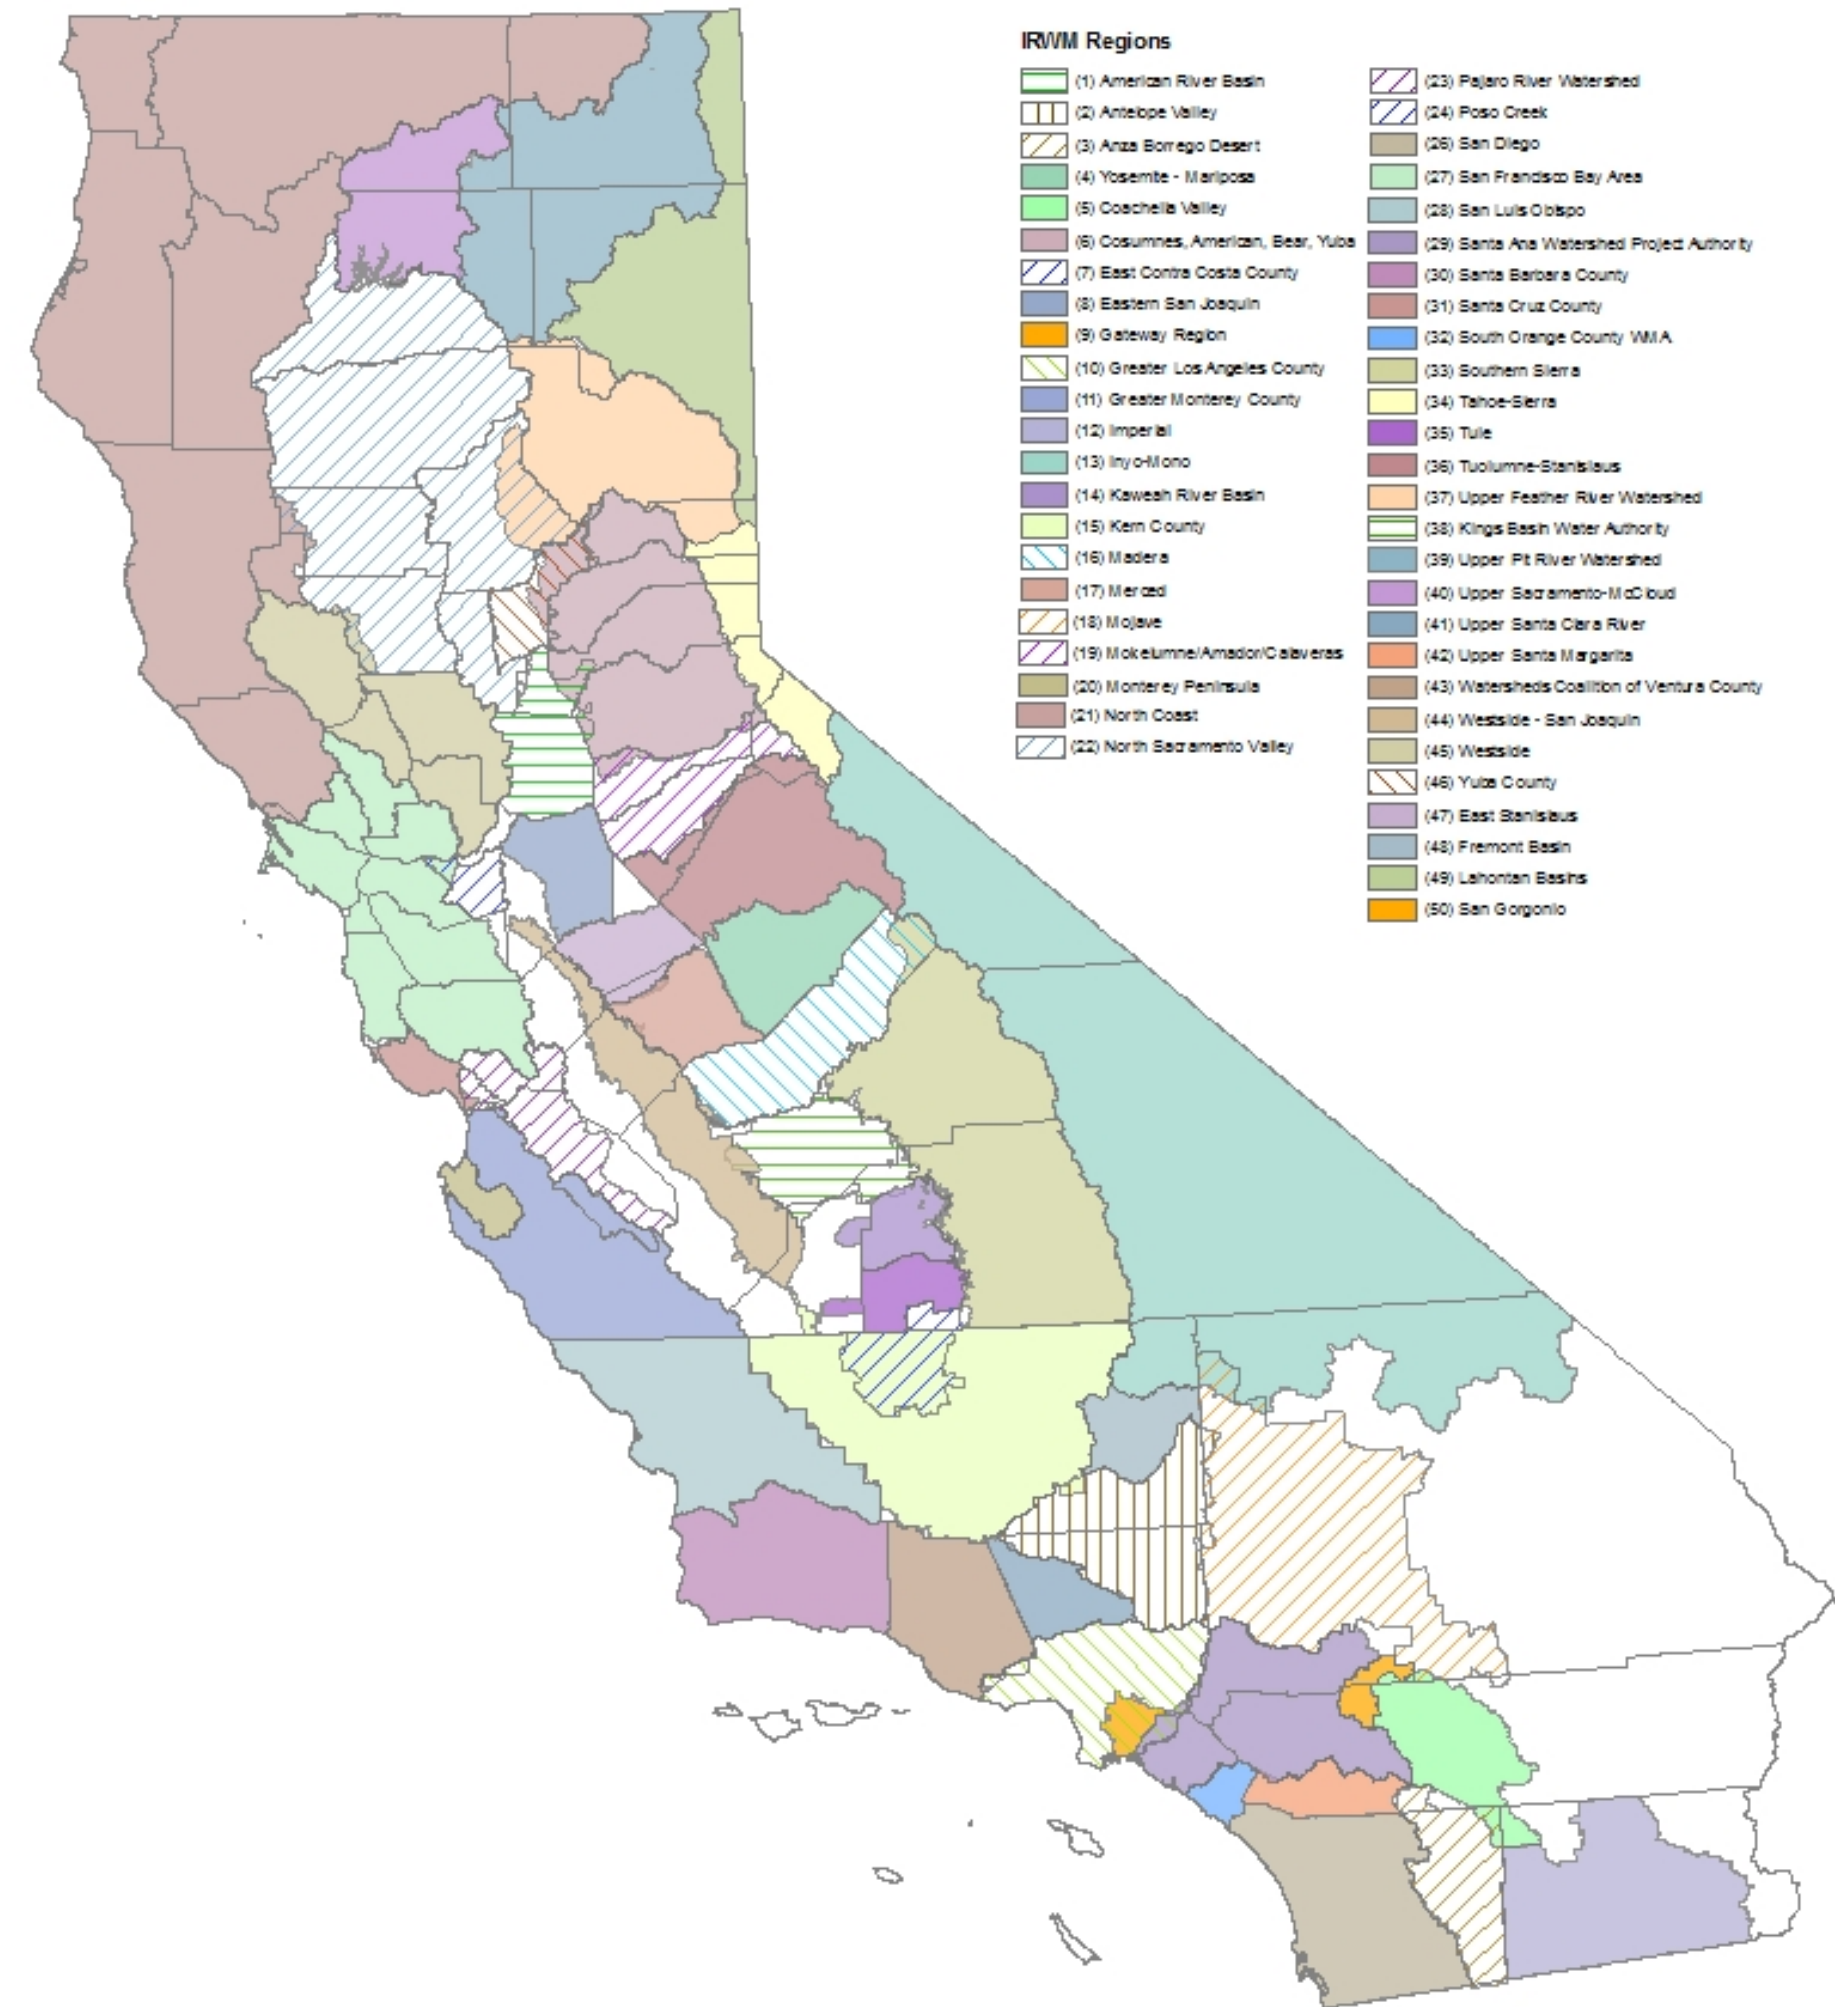 IRWM Regions
(1) American River Basin
(2) Antelope Valley
(3) Anza Borrego Desert
(4) Yosemite - Mariposa
(5) Coachella Valley
(6) Cosumnes, American, Bear, Yuba
(7) East Contra Costa County
(8) Eastern San Joaquin
(9) Gateway Region
(10) Greater Los Angeles County
(11) Greater Monterey County
(12) Imperial
(13) Inyo-Mono
(14) Kaweah River Basin
(15) Kern County
(16) Madera
(17) Merced
(18) Mojave
(19) Mokelumne/Amador/Calaveras
(20) Monterey Peninsula
(21) North Coast
(22) North Sacramento Valley
(23) Pajaro River Watershed
(24) Poso Creek
(26) San Diego
(27) San Francisco Bay Area
(28) San Luis Obispo
(29) Santa Ana Watershed Project Authority
(30) Santa Barbara County
(31) Santa Cruz County
(32) South Orange County WMA
(33) Southern Sierra
(34) Tahoe-Sierra
(35) Tule
(36) Tuolumne-Stanislaus
(37) Upper Feather River Watershed
(38) Kings Basin Water Authority
(39) Upper Pit River Watershed
(40) Upper Sacramento-McCloud
(41) Upper Santa Clara River
(42) Upper Santa Margarita
(43) Watersheds Coalition of Ventura County
(44) Westside - San Joaquin
(45) Westside
(46) Yuba County
(47) East Stanislaus
(48) Fremont Basin
(49) Lahontan Basins
(50) San Gorgonio